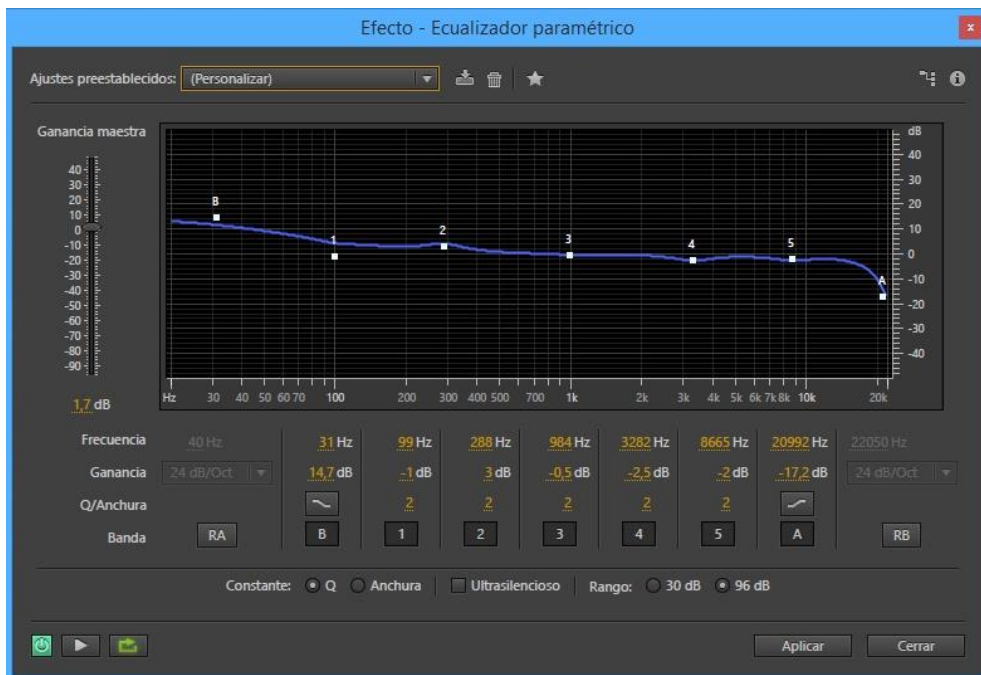 Efecto - Ecualizador paramétrico
x
Ajustes preestablecidos: (Personalizar)
Ganancia maestra
dB
40
30
20
10
0
-10
-20
-30
-40
-50
-60
-70
-80
-90
1,7 dB
B
1
2
3
4
5
A
40
30
20
10
0
-10
-20
-30
-40
Hz 30 40 50 60 70 100 200 300 400 500 700 1k 2k 3k 4k 5k 6k 7k 8k 10k 20k
Frecuencia 40 Hz 31 Hz 99 Hz 288 Hz 984 Hz 3282 Hz 8665 Hz 20992 Hz 22050 Hz
Ganancia 24 dB/Oct 14,7 dB -1 dB 3 dB -0,5 dB -2,5 dB -2 dB -17,2 dB 24 dB/Oct
Q/Anchura 2 2 2 2 2
Banda RA B 1 2 3 4 5 A RB
Constante: Q Anchura Ultrasilencioso Rango: 30 dB 96 dB
Aplicar Cerrar